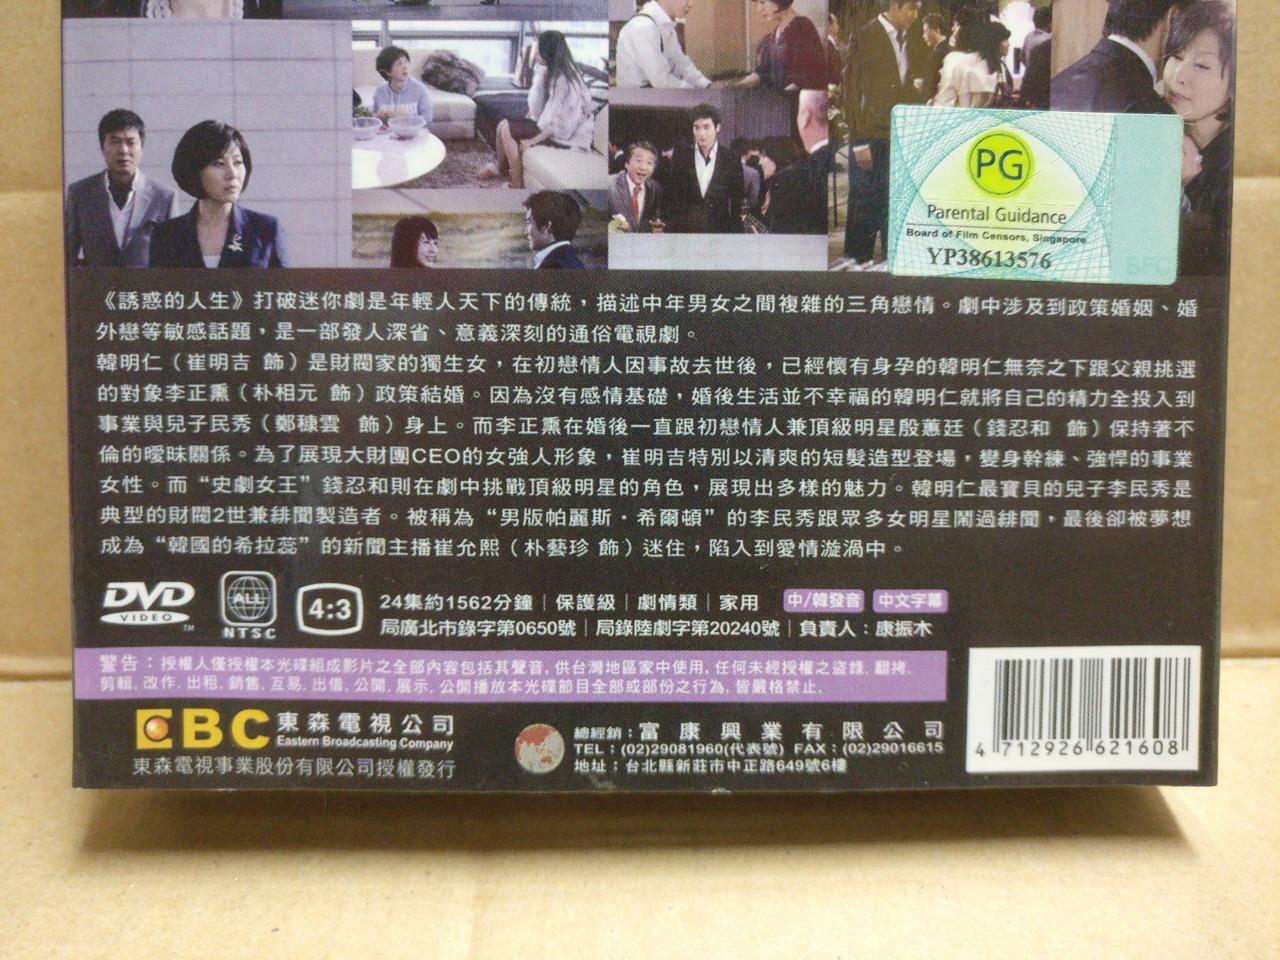 PG
Parental Guidance
Board of Film Censors, Singapore
YP38613576
《誘惑的人生》打破迷你劇是年輕人天下的傳統，描述中年男女之間複雜的三角戀情。劇中涉及到政策婚姻、婚
外戀等敏感話題，是一部發人深省、意義深刻的通俗電視劇。
韓明仁（崔明吉 飾）是財閥家的獨生女，在初戀情人因事故去世後，已經懷有身孕的韓明仁無奈之下跟父親挑選
的對象李正熏（朴相元 飾）政策結婚。因為沒有感情基礎，婚後生活並不幸福的韓明仁就將自己的精力全投入到
事業與兒子民秀（鄭糠雲 飾）身上。而李正熏在婚後一直跟初戀情人兼頂級明星殷蕙廷（錢忍和 飾）保持著不
倫的曖昧關係。為了展現大財團CEO的女強人形象，崔明吉特別以清爽的短髮造型登場，變身幹練、強悍的事業
女性。而“史劇女王”錢忍和則在劇中挑戰頂級明星的角色，展現出多樣的魅力。韓明仁最寶貝的兒子李民秀是
典型的財閥2世兼緋聞製造者。被稱為“男版帕麗斯·希爾頓”的李民秀跟眾多女明星鬧過緋聞，最後卻被夢想
成為“韓國的希拉蕊”的新聞主播崔允熙（朴藝珍 飾）迷住，陷入到愛情漩渦中。
DVD VIDEO TM ALL NTSC 4:3
24集約1562分鐘｜保護級｜劇情類｜家用 中/韓發音 中文字幕
局廣北市錄字第0650號｜局錄陸劇字第20240號｜負責人：康振木
警告：授權人僅授權本光碟組成影片之全部內容包括其聲音, 供台灣地區家中使用, 任何未經授權之盜錄, 翻拷,
剪輯, 改作, 出租, 銷售, 互易, 出借, 公開, 展示, 公開播放本光碟節目全部或部份之行為, 皆嚴格禁止.
EBC 東森電視公司
Eastern Broadcasting Company
東森電視事業股份有限公司授權發行
總經銷：富康興業有限公司
TEL：(02)29081960(代表號) FAX：(02)29016615
地址：台北縣新莊市中正路649號6樓
4 712926 621608